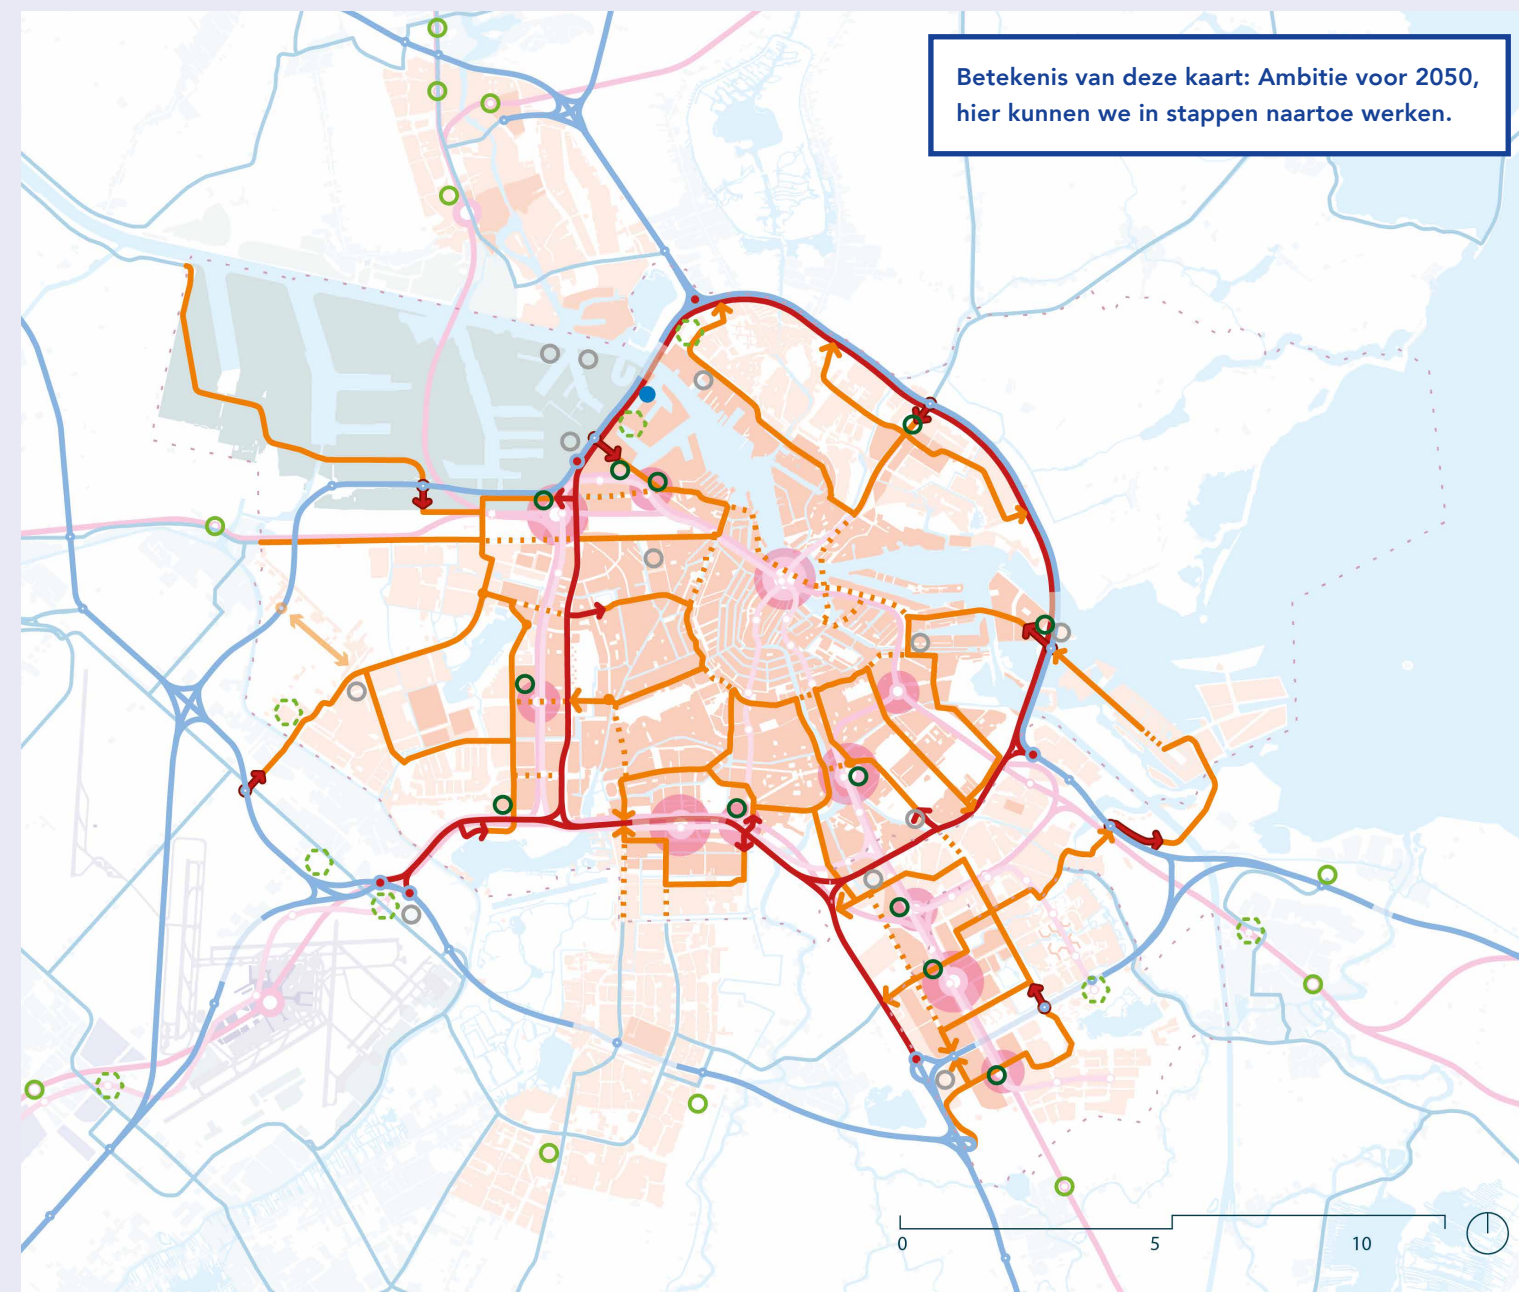 Betekenis van deze kaart: Ambitie voor 2050,
hier kunnen we in stappen naartoe werken.
0 5 10